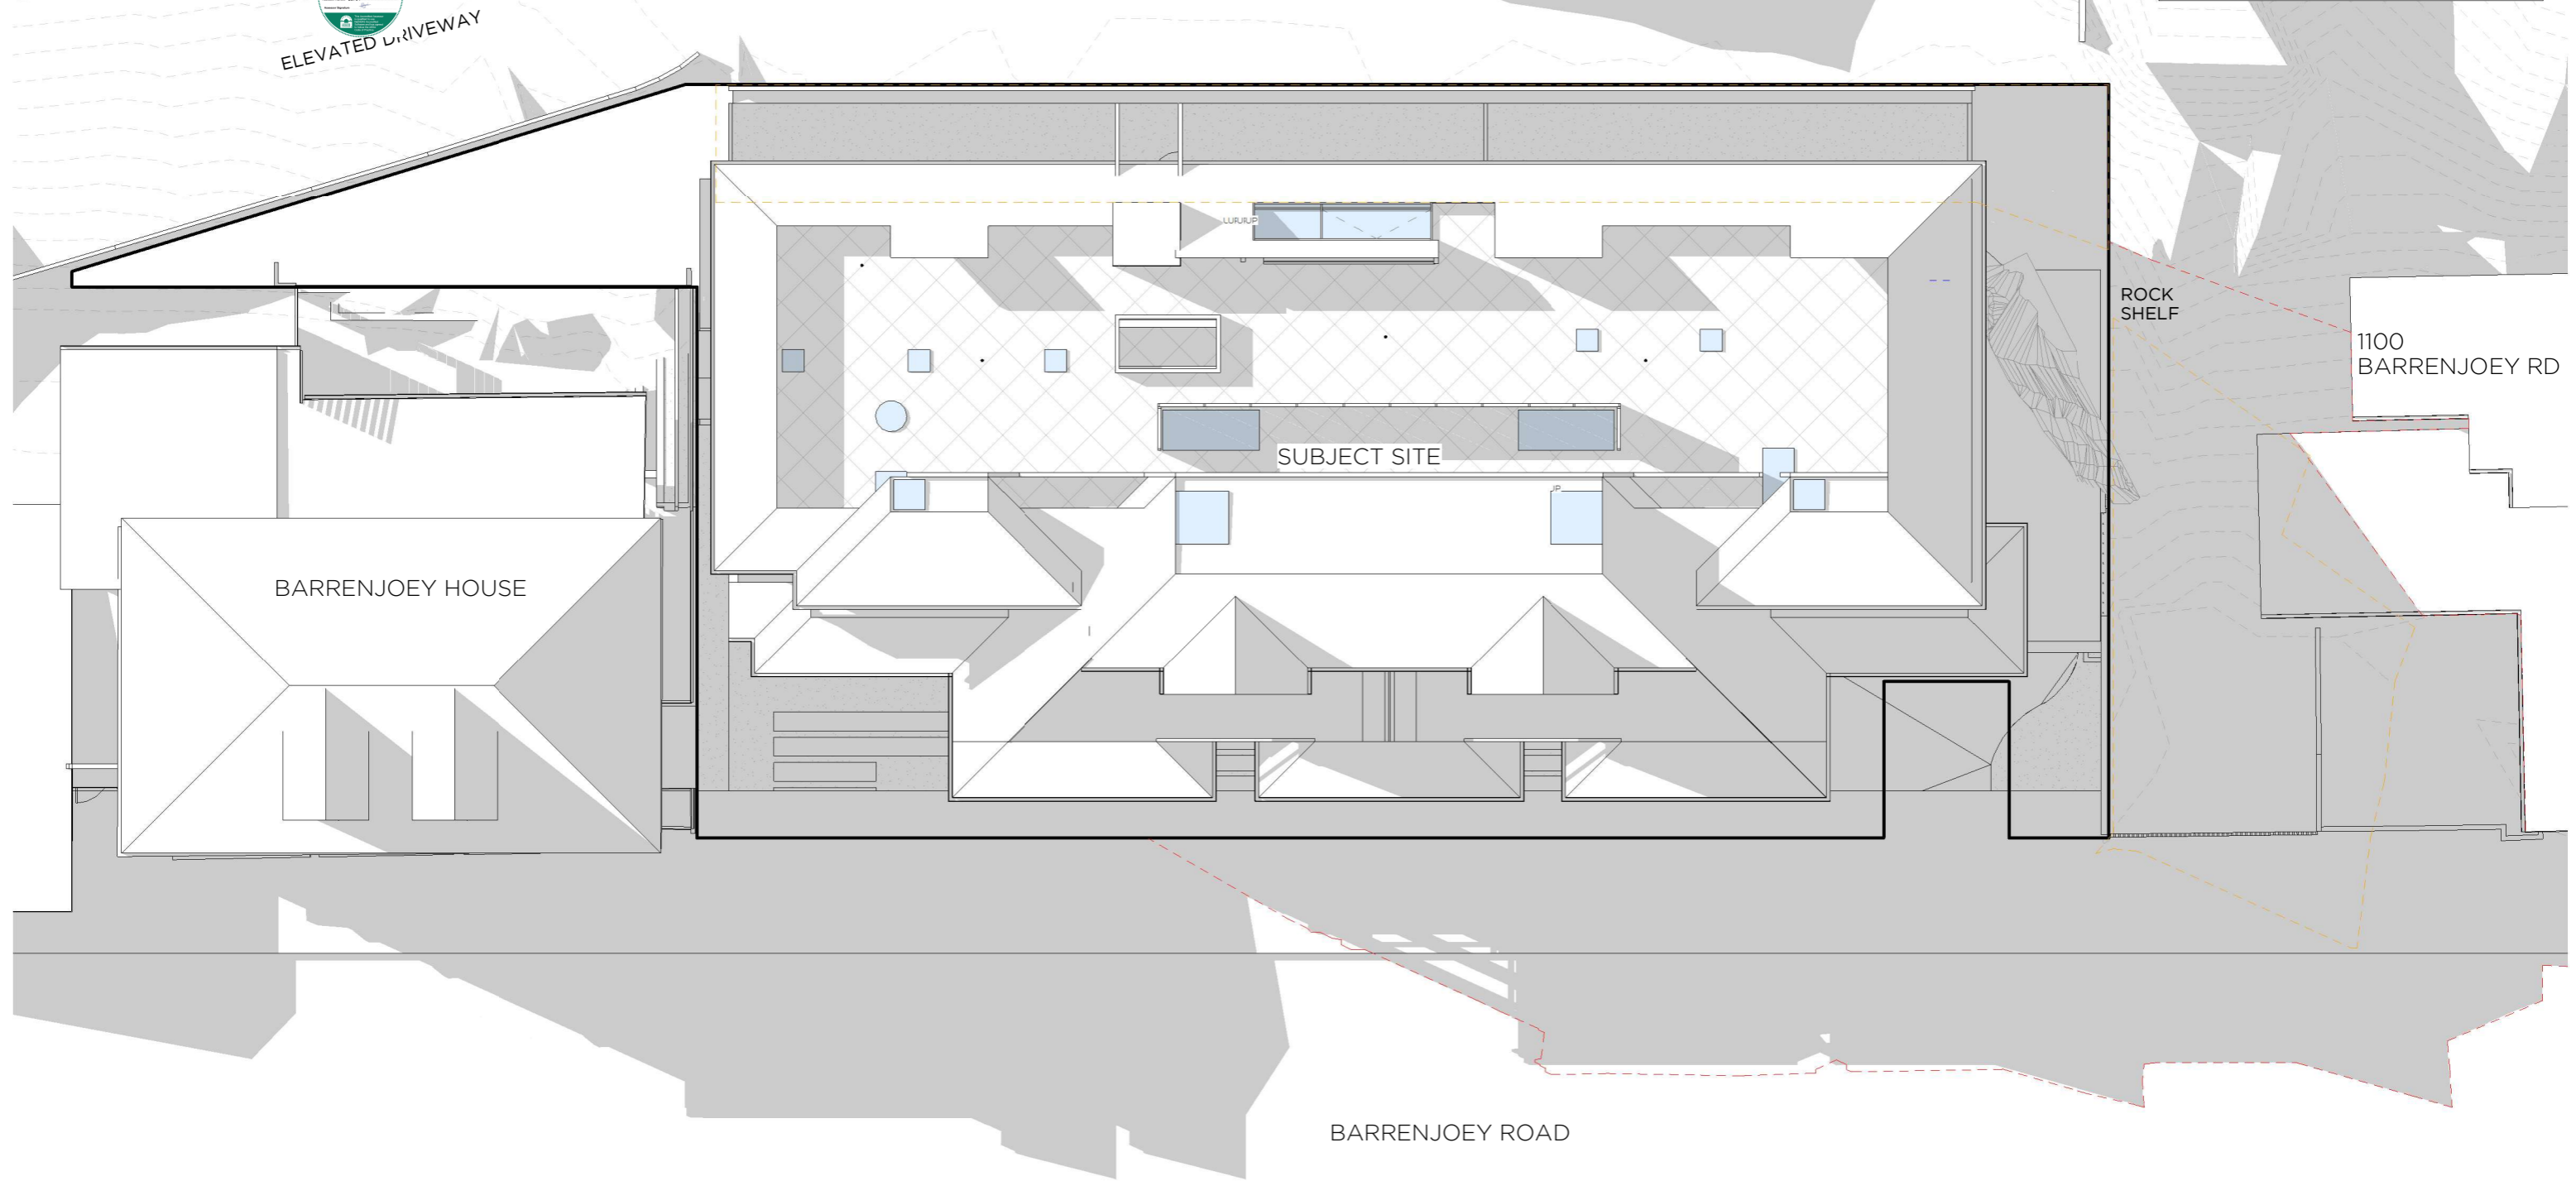 ELEVATED DRIVEWAY
ROCK
SHELF
1100
BARRENJOEY RD
SUBJECT SITE
BARRENJOEY HOUSE
BARRENJOEY ROAD